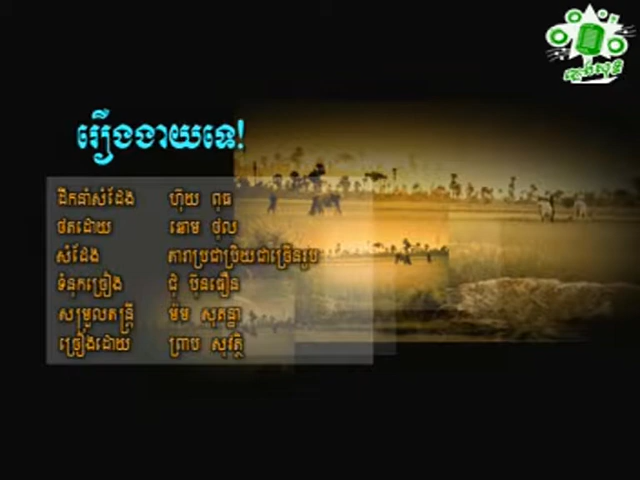 រឿងងាយទេ!
ដឹកនាំសំដែង ហ៊ុយ ពុធ
ថតដោយ ឆោម ថុល
សំដែង តារាប្រជាប្រិយជាច្រើនរូប
ទំនុកច្រៀង ជុំ ប៊ុនធឿន
សម្រួលតន្ត្រី ម៉ម សុគន្ធា
ច្រៀងដោយ ព្រាប សុវត្ថិ